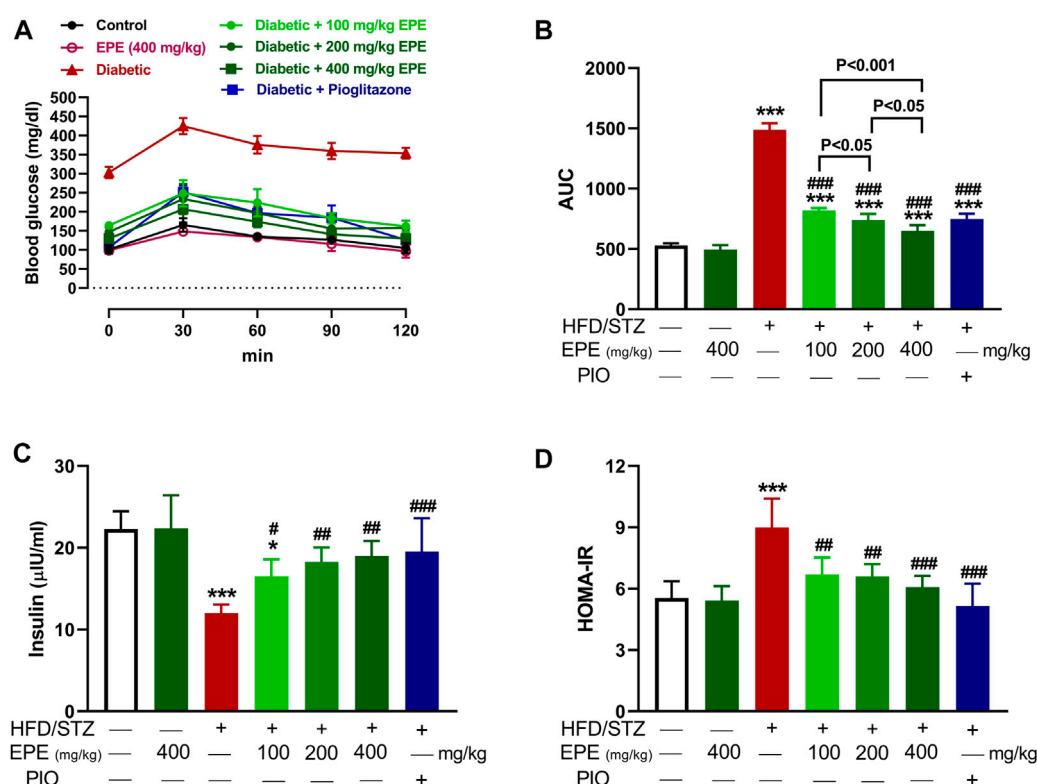 A
Control
EPE (400 mg/kg)
Diabetic
Diabetic + 100 mg/kg EPE
Diabetic + 200 mg/kg EPE
Diabetic + 400 mg/kg EPE
Diabetic + Pioglitazone
Blood glucose (mg/dl)
500
450
400
350
300
250
200
150
100
50
0
0 30 60 90 120
min
B
AUC
2000
1500
1000
500
0
P<0.001
P<0.05
P<0.05
***
### ### ### ###
*** *** *** ***
HFD/STZ — — + + + + +
EPE (mg/kg) — 400 — 100 200 400 — mg/kg
PIO — — — — — — +
C
Insulin (µIU/ml)
30
20
10
0
***
# ## ## ###
*
HFD/STZ — — + + + + +
EPE (mg/kg) — 400 — 100 200 400 — mg/kg
PIO — — — — — — +
D
HOMA-IR
12
9
6
3
0
***
## ## ### ###
HFD/STZ — — + + + + +
EPE (mg/kg) — 400 — 100 200 400 — mg/kg
PIO — — — — — — +